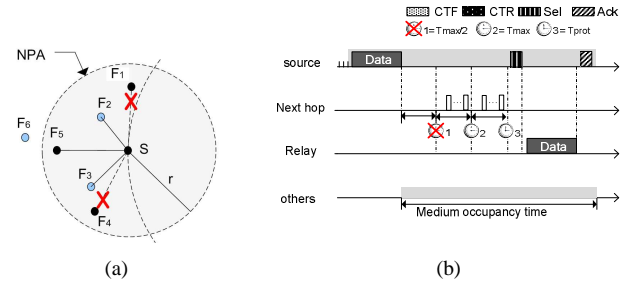 CTF CTR Sel Ack
1=Tmax/2 2=Tmax 3=Tprot
NPA
F1
F2
F6
F5
S
F3
r
F4
source
Data
Next hop
1 2 3
Relay
Data
others
Medium occupancy time
(a) (b)